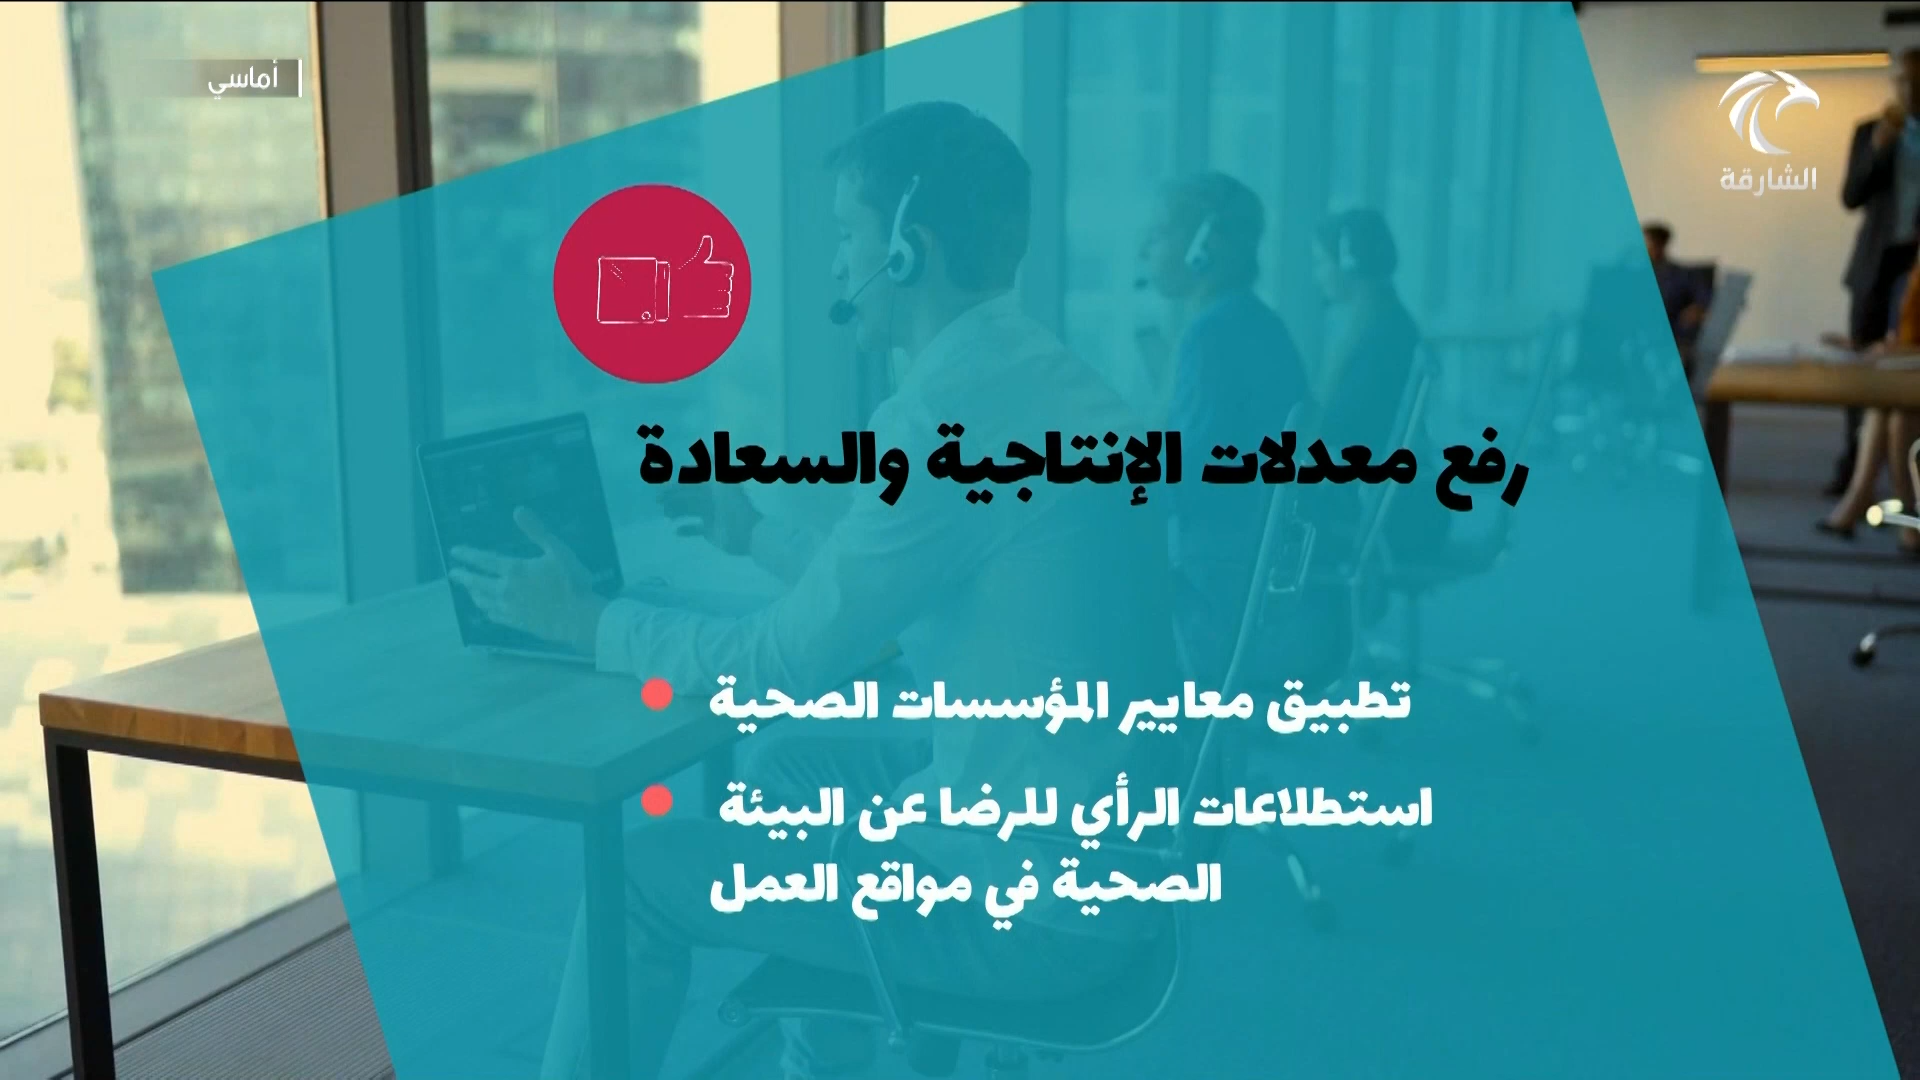 أماسي
الشارقة
رفع معدلات الإنتاجية والسعادة
تطبيق معايير المؤسسات الصحية
استطلاعات الرأي للرضا عن البيئة
الصحية في مواقع العمل